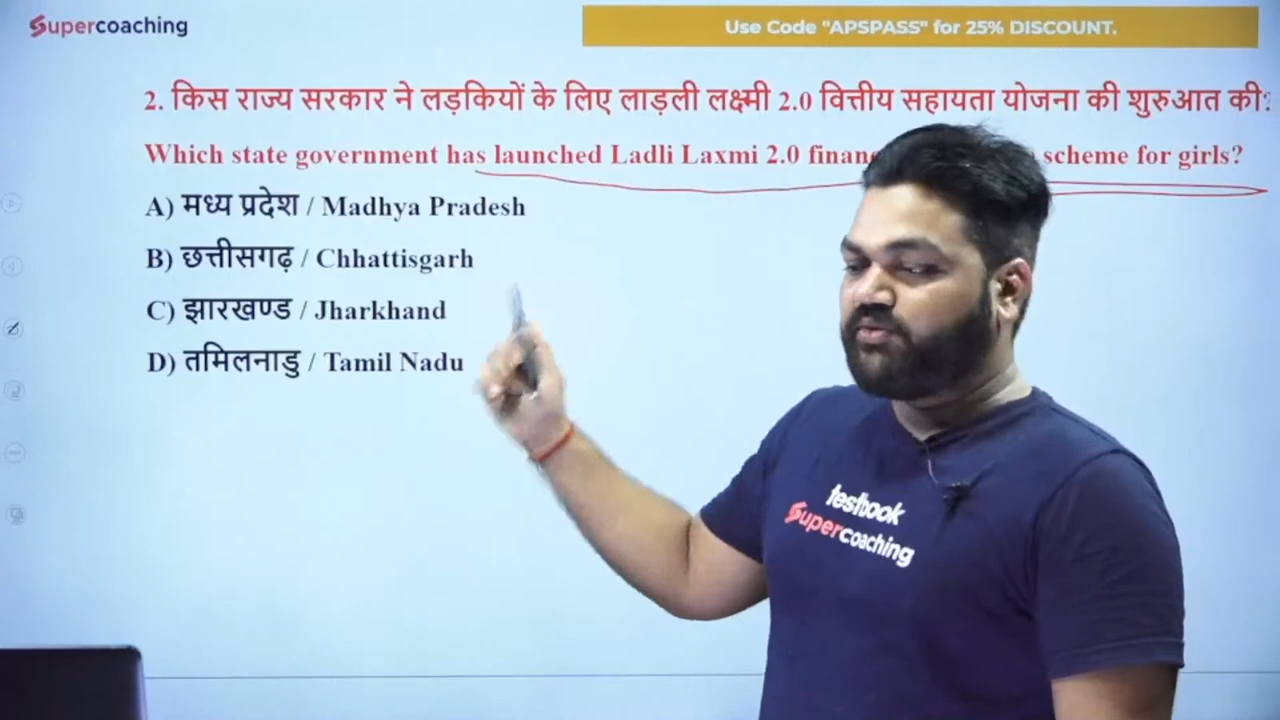 Supercoaching
Use Code "APSPASS" for 25% DISCOUNT.
2. किस राज्य सरकार ने लड़कियों के लिए लाड़ली लक्ष्मी 2.0 वित्तीय सहायता योजना की शुरुआत की?
Which state government has launched Ladli Laxmi 2.0 scheme for girls?
A) मध्य प्रदेश / Madhya Pradesh
B) छत्तीसगढ़ / Chhattisgarh
C) झारखण्ड / Jharkhand
D) तमिलनाडु / Tamil Nadu
testbook
Supercoaching